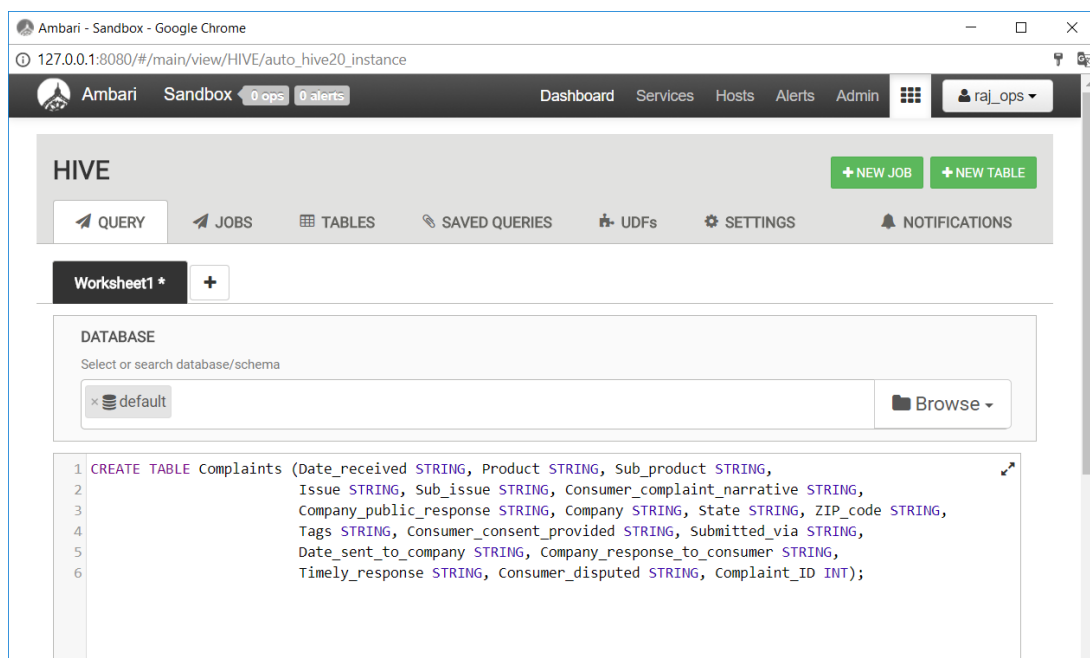 Ambari - Sandbox - Google Chrome
127.0.0.1:8080/#/main/view/HIVE/auto_hive20_instance
Ambari Sandbox 0 ops 0 alerts Dashboard Services Hosts Alerts Admin raj_ops
HIVE
+ NEW JOB + NEW TABLE
QUERY JOBS TABLES SAVED QUERIES UDFs SETTINGS NOTIFICATIONS
Worksheet1 * +
DATABASE
Select or search database/schema
× default Browse
1 CREATE TABLE Complaints (Date_received STRING, Product STRING, Sub_product STRING,
2 Issue STRING, Sub_issue STRING, Consumer_complaint_narrative STRING,
3 Company_public_response STRING, Company STRING, State STRING, ZIP_code STRING,
4 Tags STRING, Consumer_consent_provided STRING, Submitted_via STRING,
5 Date_sent_to_company STRING, Company_response_to_consumer STRING,
6 Timely_response STRING, Consumer_disputed STRING, Complaint_ID INT);